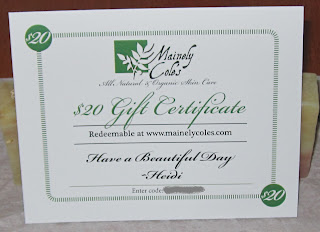 $20
Mainely
Coles
All Natural & Organic Skin Care
$20 Gift Certificate
Redeemable at www.mainelycoles.com
Have a Beautiful Day
-Heidi
Enter code:
$20